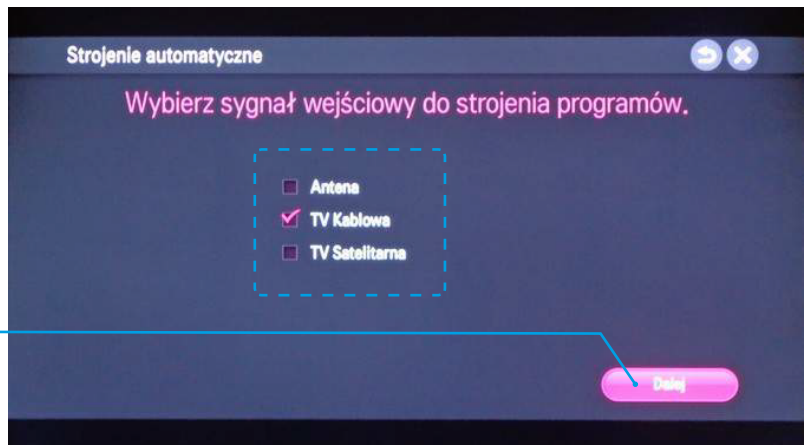 Strojenie automatyczne
Wybierz sygnał wejściowy do strojenia programów.
Antena
TV Kablowa
TV Satelitarna
Dalej